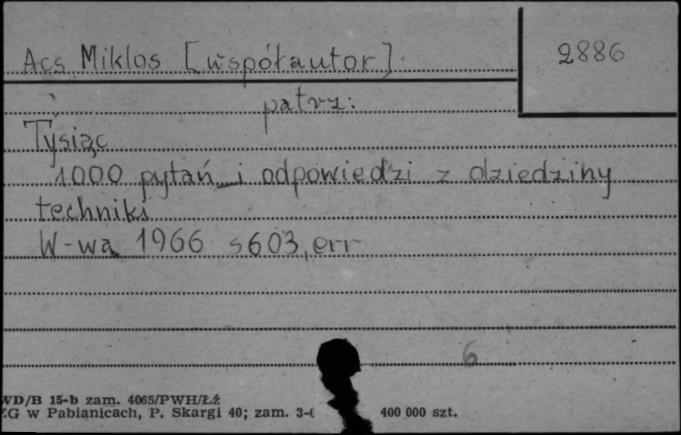 Acs Miklos [współautor]
2886
patrz:
Tysiąc
1000 pytań i odpowiedzi z dziedziny
techniki
W-wa 1966 s603, err
6
WD/B 15-b zam. 4065/PWH/Łż
ZG w Pabianicach, P. Skargi 40; zam. 3-
400 000 szt.